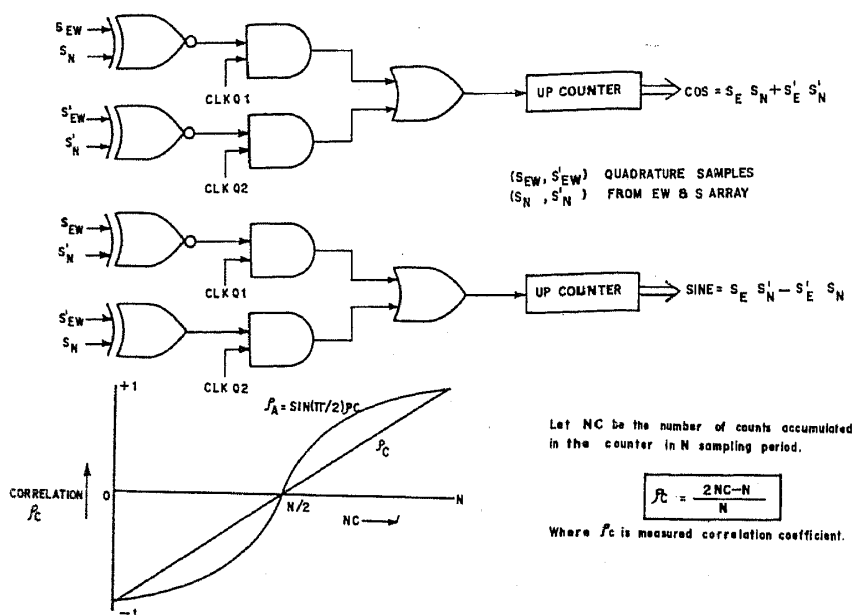 S_EW
S_N
CLK Q1
UP COUNTER
COS = S_E S_N + S'_E S'_N
S'_EW
S'_N
CLK Q2
(S_EW, S'_EW) QUADRATURE SAMPLES
(S_N , S'_N ) FROM EW & S ARRAY
S_EW
S'_N
CLK Q1
UP COUNTER
SINE = S_E S'_N − S'_E S_N
S'_EW
S_N
CLK Q2
+1
ρ_A = SIN(π/2)ρC
ρ_C
CORRELATION
ρ_C
0
N/2
N
NC
−1
Let NC be the number of counts accumulated
in the counter in N sampling period.
ρc = 2NC−N / N
Where ρc is measured correlation coefficient.